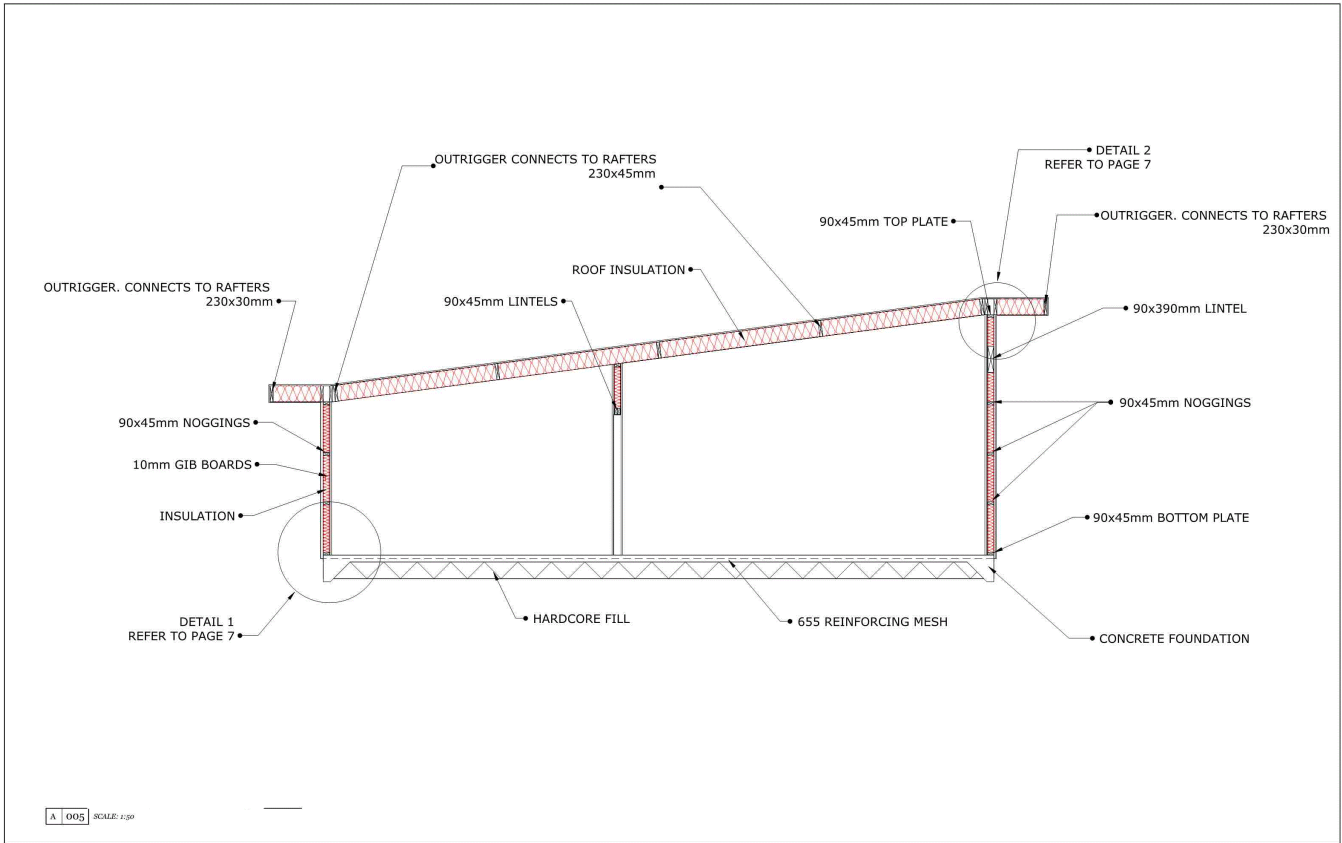 OUTRIGGER CONNECTS TO RAFTERS
230x45mm
DETAIL 2
REFER TO PAGE 7
90x45mm TOP PLATE
OUTRIGGER. CONNECTS TO RAFTERS
230x30mm
ROOF INSULATION
OUTRIGGER. CONNECTS TO RAFTERS
230x30mm
90x45mm LINTELS
90x390mm LINTEL
90x45mm NOGGINGS
90x45mm NOGGINGS
10mm GIB BOARDS
INSULATION
90x45mm BOTTOM PLATE
DETAIL 1
REFER TO PAGE 7
HARDCORE FILL
655 REINFORCING MESH
CONCRETE FOUNDATION
A 005 SCALE: 1:50